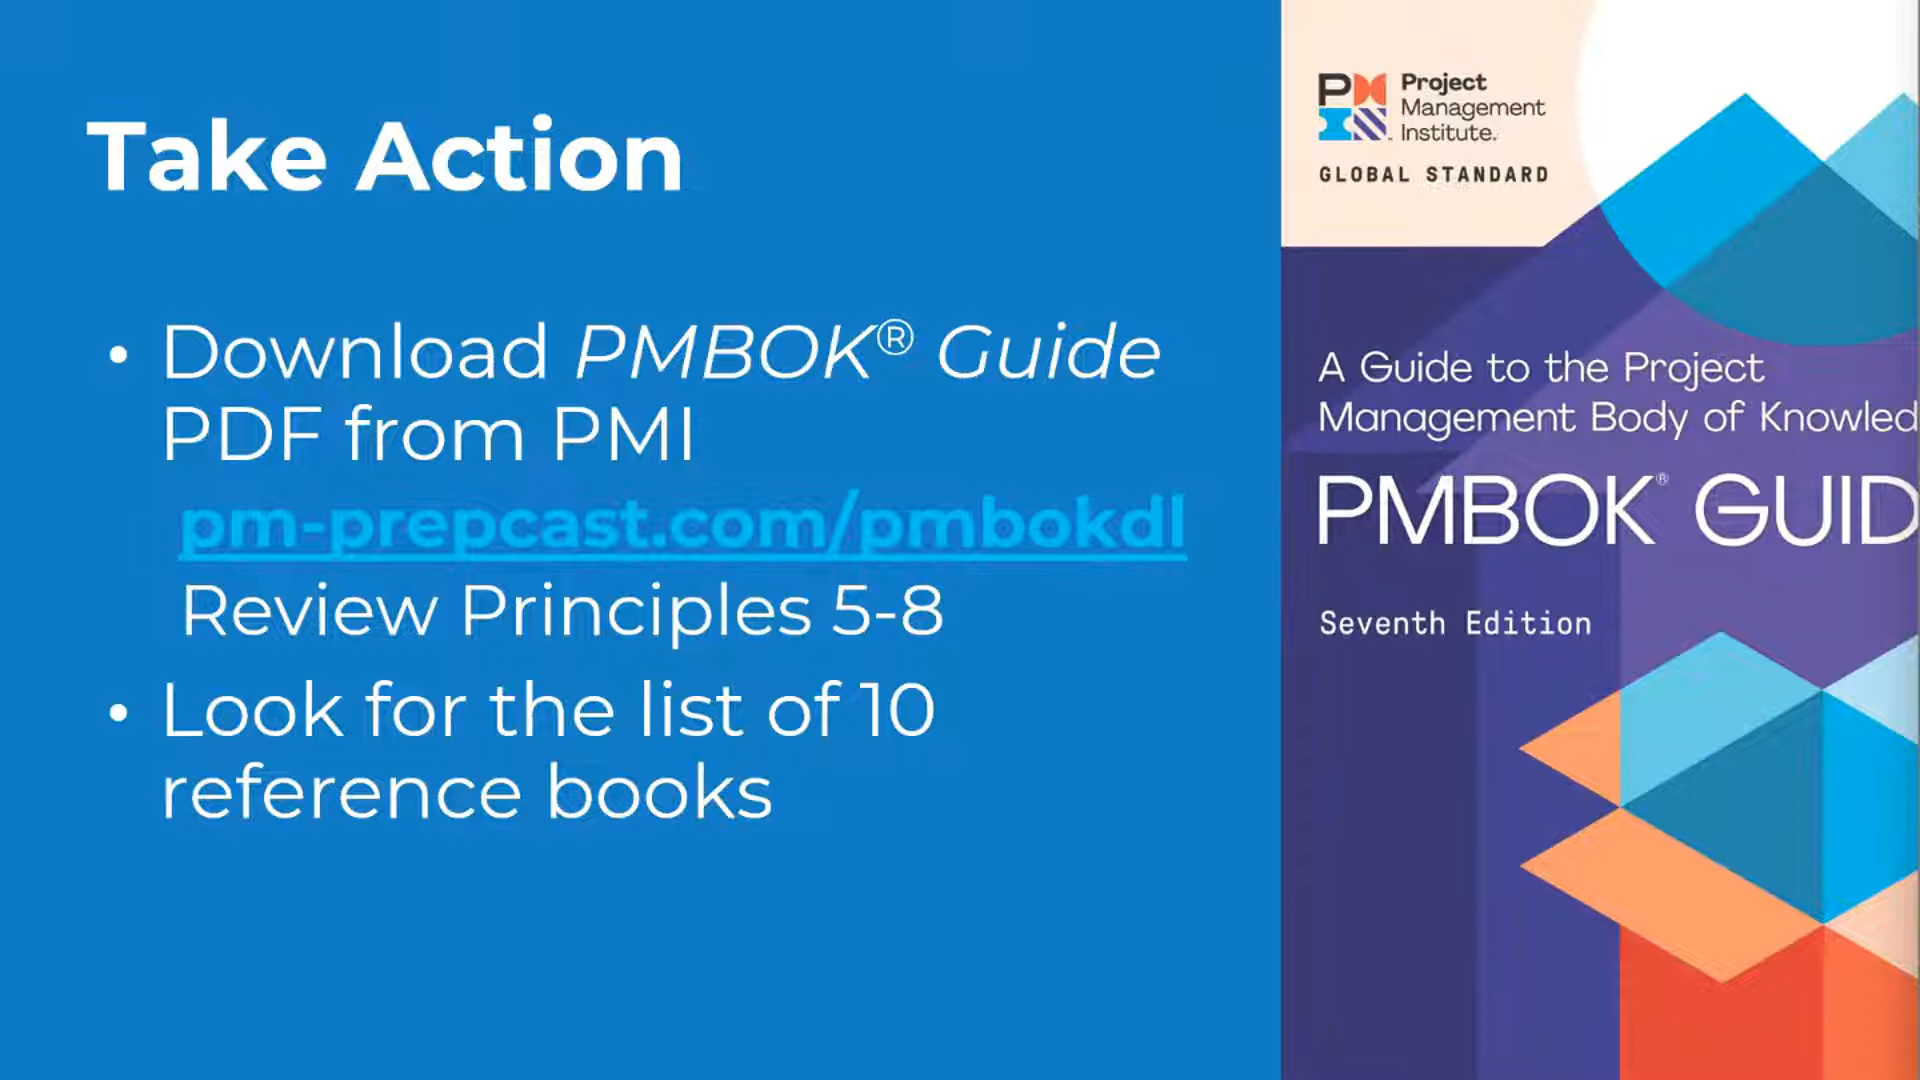 Take Action
• Download PMBOK® Guide
PDF from PMI
pm-prepcast.com/pmbokdl
Review Principles 5-8
• Look for the list of 10
reference books
PM
Project
Management
Institute.
GLOBAL STANDARD
A Guide to the Project
Management Body of Knowled
PMBOK® GUID
Seventh Edition